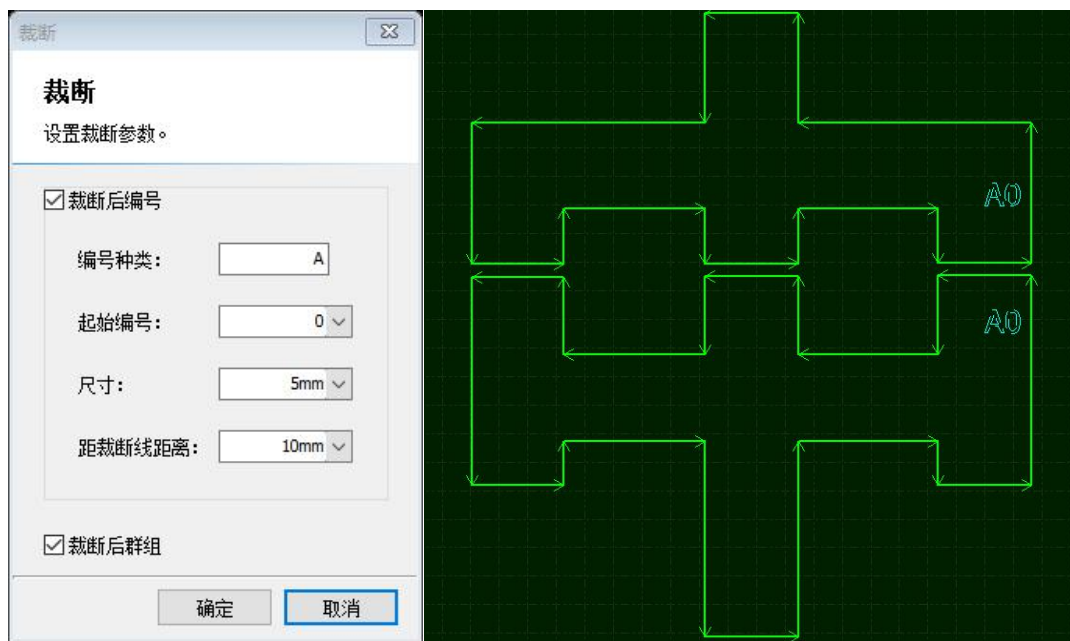 裁断
裁断
设置裁断参数。
裁断后编号
编号种类: A
起始编号: 0
尺寸: 5mm
距裁断线距离: 10mm
裁断后群组
确定 取消
A0
A0